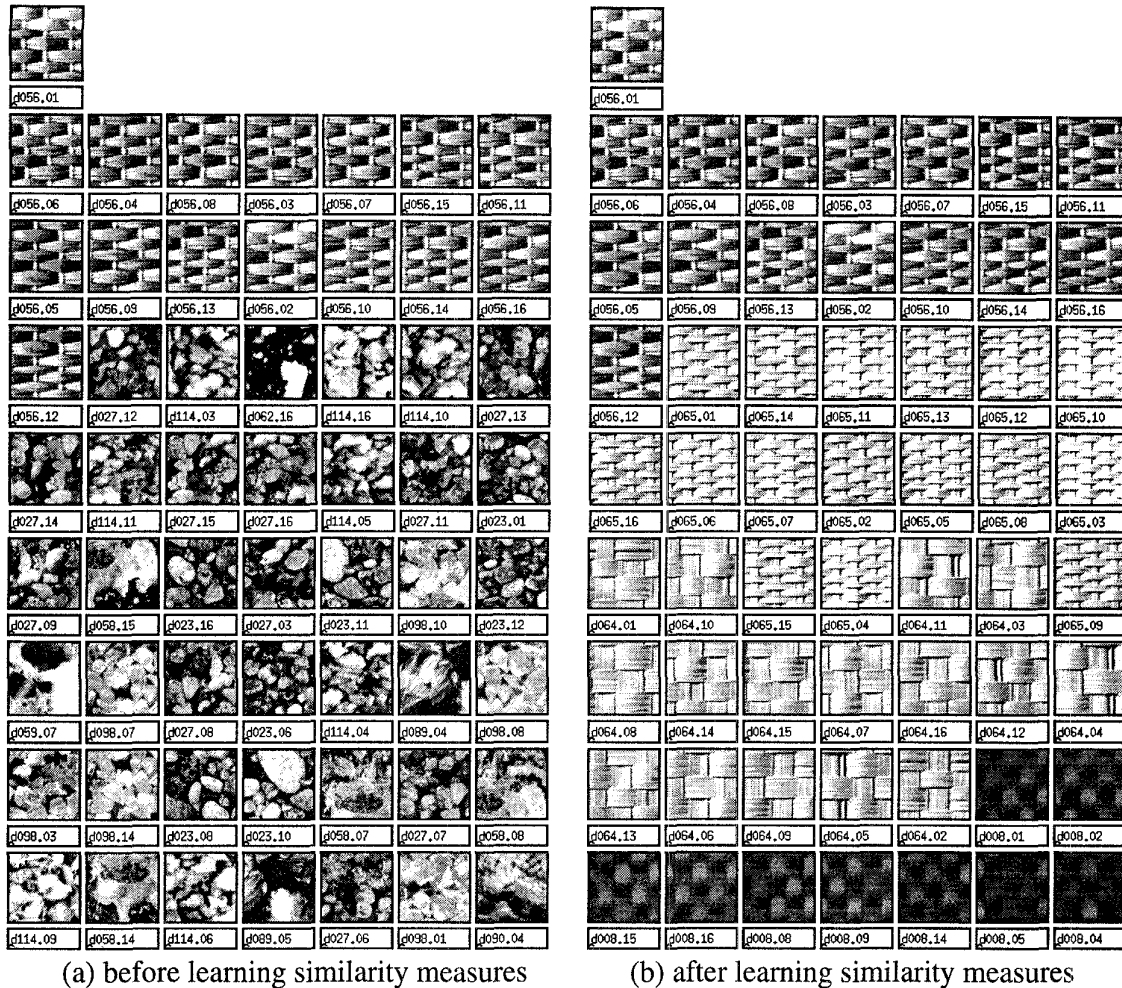 d056.01
d056.06 d056.04 d056.08 d056.03 d056.07 d056.15 d056.11
d056.05 d056.09 d056.13 d056.02 d056.10 d056.14 d056.16
d056.12 d027.12 d114.03 d062.16 d114.16 d114.10 d027.13
d027.14 d114.11 d027.15 d027.16 d114.05 d027.11 d023.01
d027.09 d058.15 d023.16 d027.03 d023.11 d098.10 d023.12
d059.07 d098.07 d027.08 d023.06 d114.04 d089.04 d098.08
d098.03 d098.14 d023.08 d023.10 d058.07 d027.07 d058.08
d114.09 d058.14 d114.06 d089.05 d027.06 d098.01 d090.04
(a) before learning similarity measures
d056.01
d056.06 d056.04 d056.08 d056.03 d056.07 d056.15 d056.11
d056.05 d056.09 d056.13 d056.02 d056.10 d056.14 d056.16
d056.12 d065.01 d065.14 d065.11 d065.13 d065.12 d065.10
d065.16 d065.06 d065.07 d065.02 d065.05 d065.08 d065.03
d064.01 d064.10 d065.15 d065.04 d064.11 d064.03 d065.09
d064.08 d064.14 d064.15 d064.07 d064.16 d064.12 d064.04
d064.13 d064.06 d064.09 d064.05 d064.02 d008.01 d008.02
d008.15 d008.16 d008.08 d008.09 d008.14 d008.05 d008.04
(b) after learning similarity measures